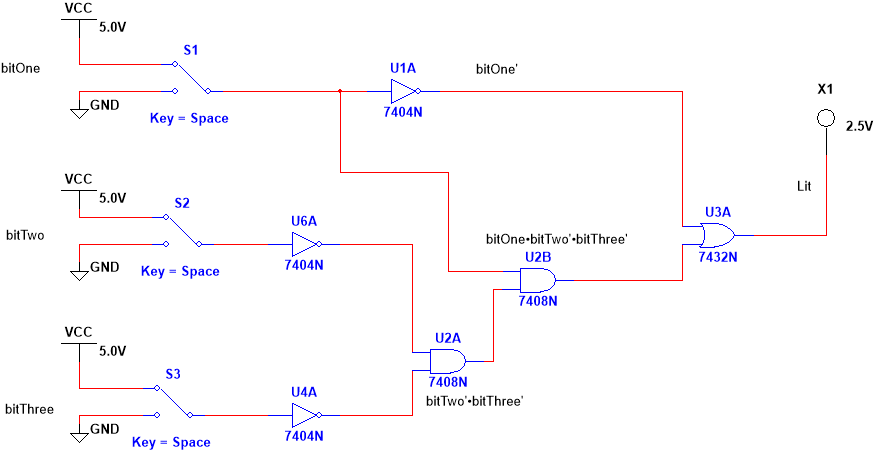 VCC
5.0V
S1
bitOne
GND
Key = Space
U1A
7404N
bitOne'
X1
2.5V
Lit
VCC
5.0V
S2
bitTwo
GND
Key = Space
U6A
7404N
bitOne•bitTwo'•bitThree'
U2B
7408N
U3A
7432N
VCC
5.0V
S3
bitThree
GND
Key = Space
U4A
7404N
U2A
7408N
bitTwo'•bitThree'